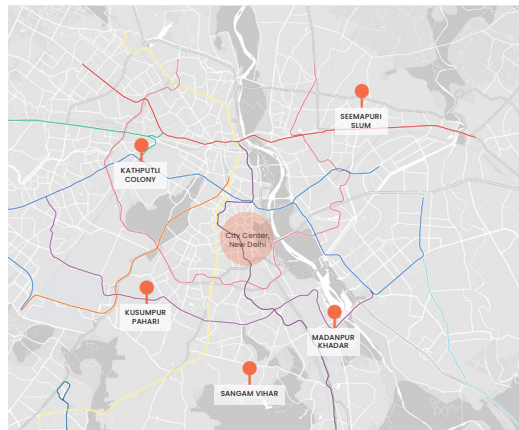 SEEMAPURI
SLUM
KATHPUTLI
COLONY
City Center,
New Delhi
KUSUMPUR
PAHARI
MADANPUR
KHADAR
SANGAM VIHAR